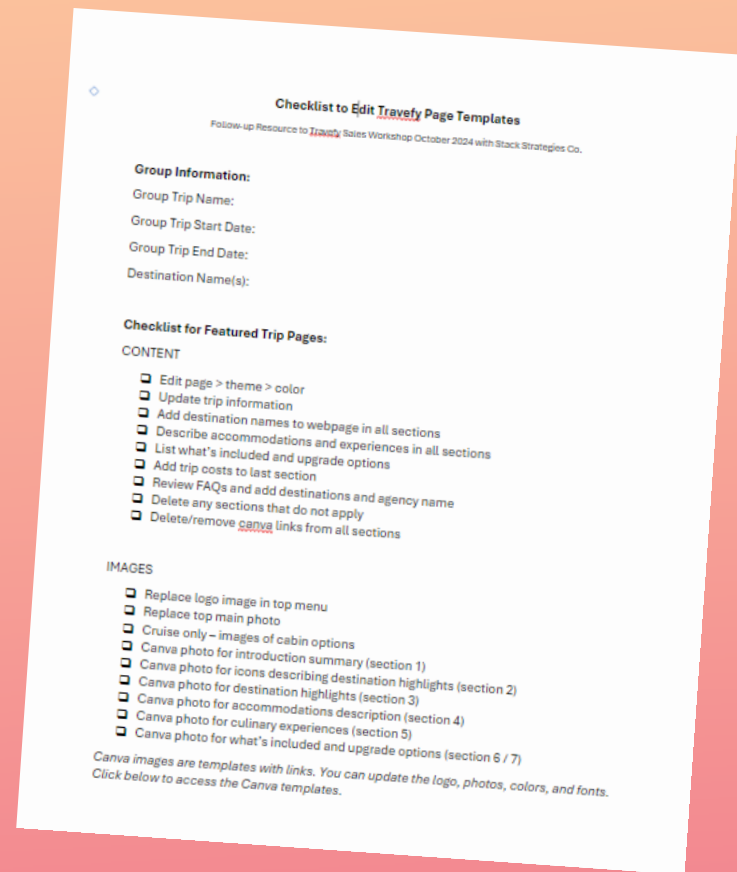 Checklist to Edit Travefy Page Templates
Follow-up Resource to Travefy Sales Workshop October 2024 with Stack Strategies Co.
Group Information:
Group Trip Name:
Group Trip Start Date:
Group Trip End Date:
Destination Name(s):
Checklist for Featured Trip Pages:
CONTENT
Edit page > theme > color
Update trip information
Add destination names to webpage in all sections
Describe accommodations and experiences in all sections
List what's included and upgrade options
Add trip costs to last section
Review FAQs and add destinations and agency name
Delete any sections that do not apply
Delete/remove canva links from all sections
IMAGES
Replace logo image in top menu
Replace top main photo
Cruise only – images of cabin options
Canva photo for introduction summary (section 1)
Canva photo for icons describing destination highlights (section 2)
Canva photo for destination highlights (section 3)
Canva photo for accommodations description (section 4)
Canva photo for culinary experiences (section 5)
Canva photo for what's included and upgrade options (section 6 / 7)
Canva images are templates with links. You can update the logo, photos, colors, and fonts.
Click below to access the Canva templates.